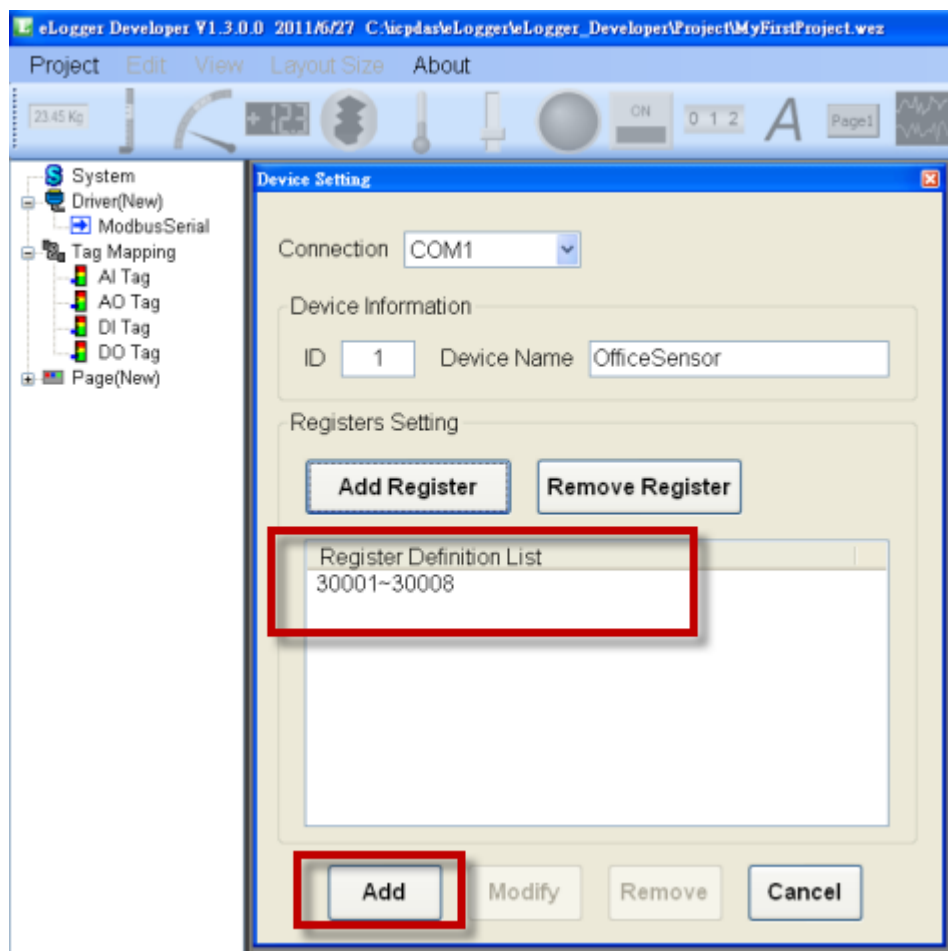 eLogger Developer V1.3.0.0 2011/6/27 C:\icpdas\eLogger\eLogger_Developer\Project\MyFirstProject.wez
Project Edit View Layout Size About
23.45 Kg +12.3 ON 0 1 2 A Page1
System
Driver(New)
ModbusSerial
Tag Mapping
AI Tag
AO Tag
DI Tag
DO Tag
Page(New)
Device Setting
Connection COM1
Device Information
ID 1 Device Name OfficeSensor
Registers Setting
Add Register Remove Register
Register Definition List
30001~30008
Add Modify Remove Cancel